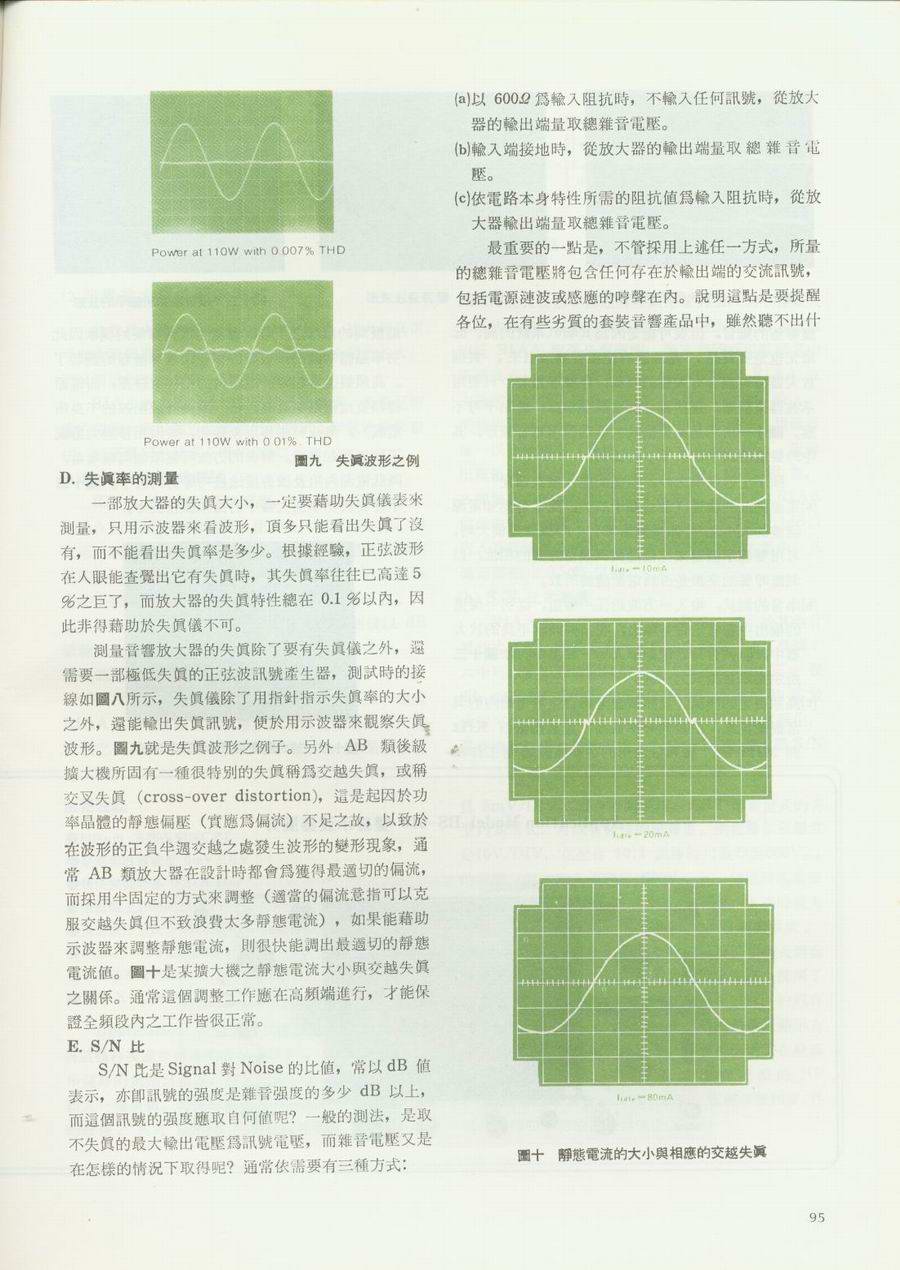 Power at 110W with 0.007% THD
Power at 110W with 0.01% THD
圖九　失眞波形之例
D. 失眞率的測量
一部放大器的失眞大小，一定要藉助失眞儀表來
測量，只用示波器來看波形，頂多只能看出失眞了沒
有，而不能看出失眞率是多少。根據經驗，正弦波形
在人眼能查覺出它有失眞時，其失眞率往往已高達 5
%之巨了，而放大器的失眞特性總在 0.1 %以內，因
此非得藉助於失眞儀不可。
測量音響放大器的失眞除了要有失眞儀之外，還
需要一部極低失眞的正弦波訊號產生器，測試時的接
線如圖八所示，失眞儀除了用指針指示失眞率的大小
之外，還能輸出失眞訊號，便於用示波器來觀察失眞
波形。圖九就是失眞波形之例子。另外 AB 類後級
擴大機所固有一種很特别的失眞稱爲交越失眞，或稱
交叉失眞 (cross-over distortion)，這是起因於功
率晶體的靜態偏壓（實應爲偏流）不足之故，以致於
在波形的正負半週交越之處發生波形的變形現象，通
常 AB 類放大器在設計時都會爲獲得最適切的偏流，
而採用半固定的方式來調整（適當的偏流意指可以克
服交越失眞但不致浪費太多靜態電流），如果能藉助
示波器來調整靜態電流，則很快能調出最適切的靜態
電流値。圖十是某擴大機之靜態電流大小與交越失眞
之關係。通常這個調整工作應在高頻端進行，才能保
證全頻段內之工作皆很正常。
E. S/N 比
S/N 比是 Signal 對 Noise 的比値，常以 dB 値
表示，亦卽訊號的强度是雜音强度的多少 dB 以上，
而這個訊號的强度應取自何値呢？一般的測法，是取
不失眞的最大輸出電壓爲訊號電壓，而雜音電壓又是
在怎樣的情況下取得呢？通常依需要有三種方式：
(a)以 600Ω 爲輸入阻抗時，不輸入任何訊號，從放大
器的輸出端量取總雜音電壓。
(b)輸入端接地時，從放大器的輸出端量取總雜音電
壓。
(c)依電路本身特性所需的阻抗値爲輸入阻抗時，從放
大器輸出端量取總雜音電壓。
最重要的一點是，不管採用上述任一方式，所量
的總雜音電壓將包含任何存在於輸出端的交流訊號，
包括電源漣波或感應的哼聲在內。說明這點是要提醒
各位，在有些劣質的套裝音響產品中，雖然聽不出什
Iidle = 10mA
Iidle = 20mA
Iidle = 80mA
圖十　靜態電流的大小與相應的交越失眞
95